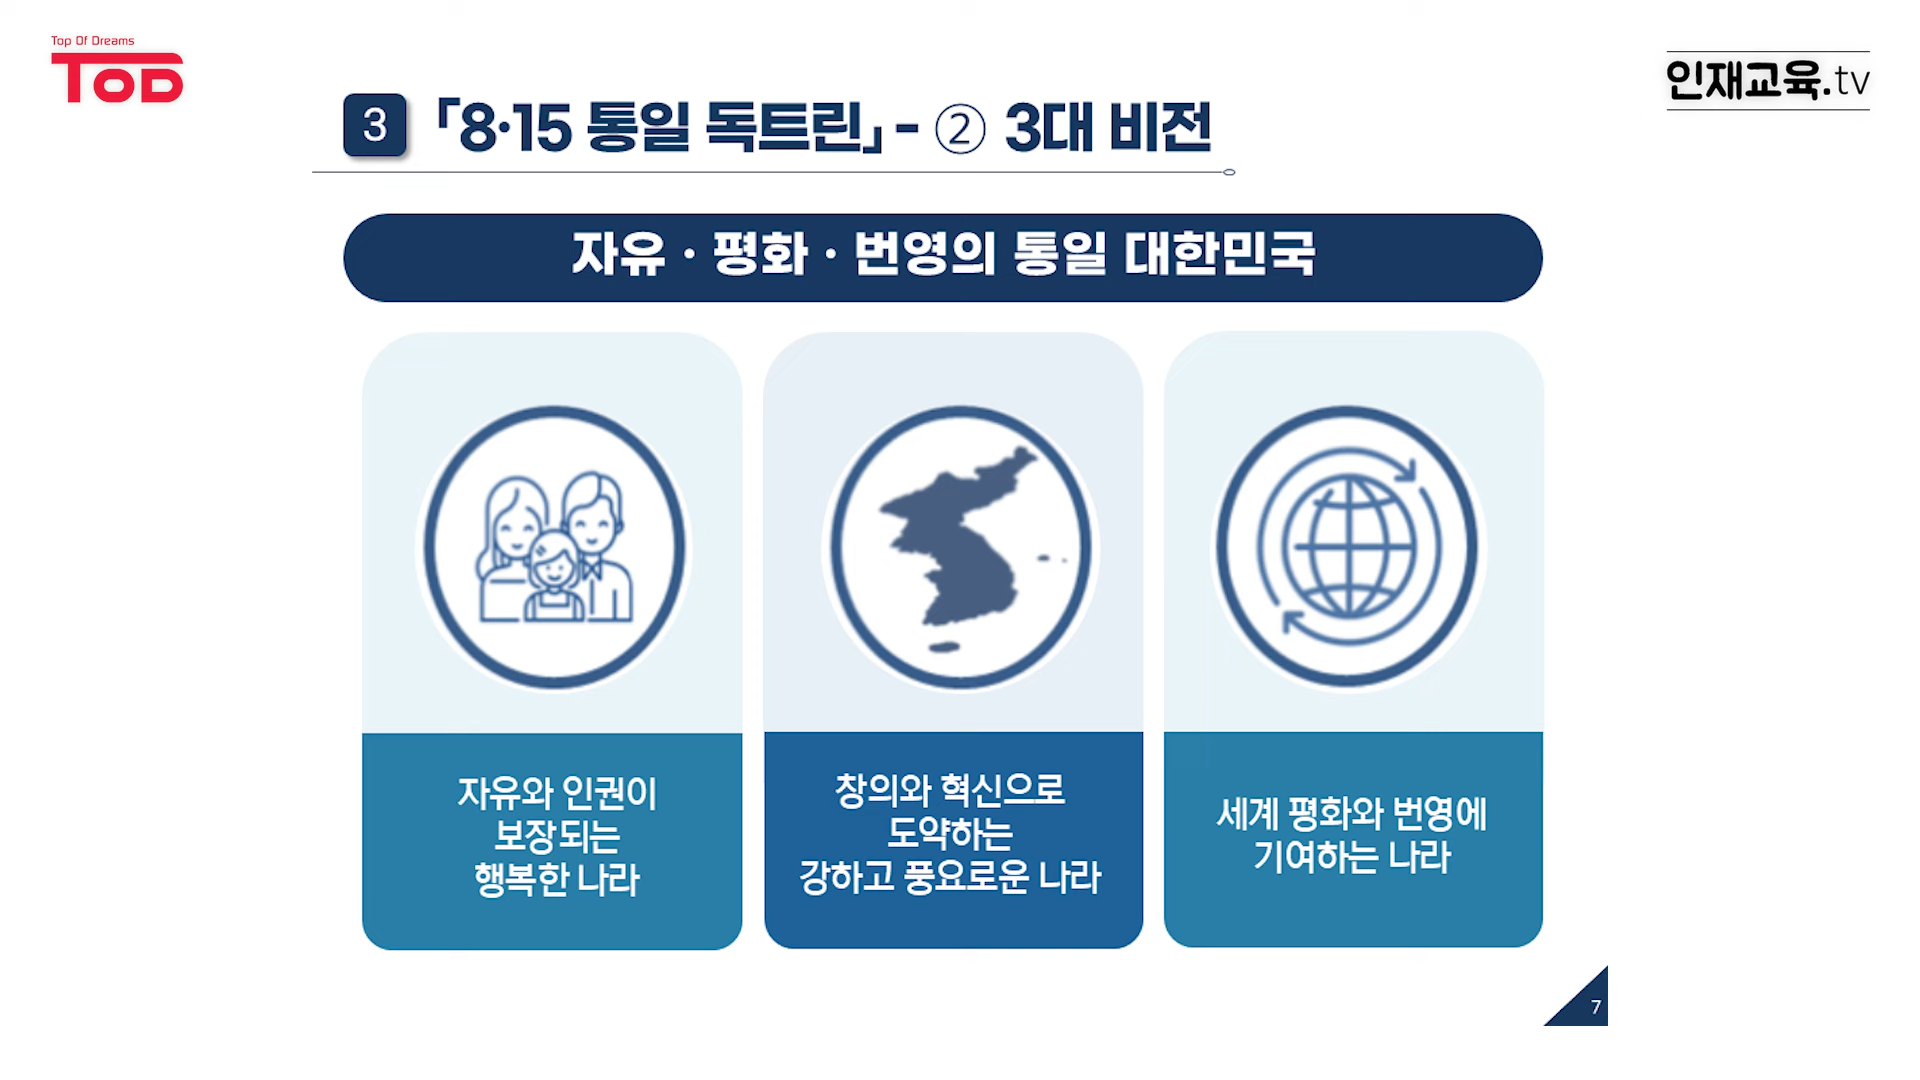 Top Of Dreams
TOD
인재교육.tv
3 「8·15 통일 독트린」 - ② 3대 비전
자유 · 평화 · 번영의 통일 대한민국
자유와 인권이
보장되는
행복한 나라
창의와 혁신으로
도약하는
강하고 풍요로운 나라
세계 평화와 번영에
기여하는 나라
7